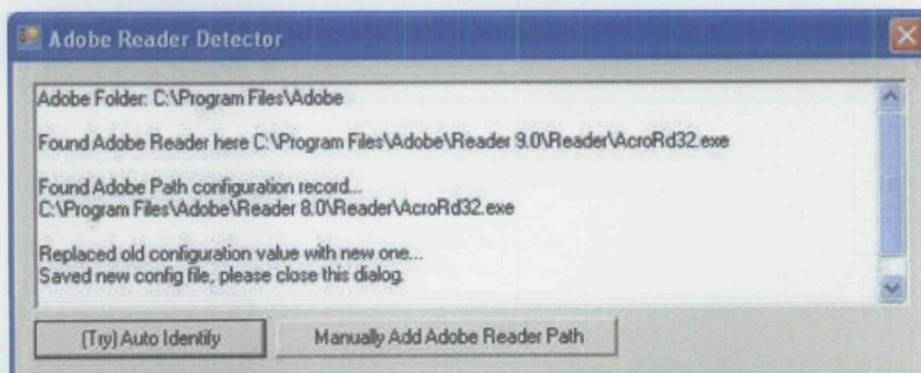 Adobe Reader Detector
Adobe Folder: C:\Program Files\Adobe
Found Adobe Reader here C:\Program Files\Adobe\Reader 9.0\Reader\AcroRd32.exe
Found Adobe Path configuration record...
C:\Program Files\Adobe\Reader 8.0\Reader\AcroRd32.exe
Replaced old configuration value with new one...
Saved new config file, please close this dialog.
(Try) Auto Identify
Manually Add Adobe Reader Path